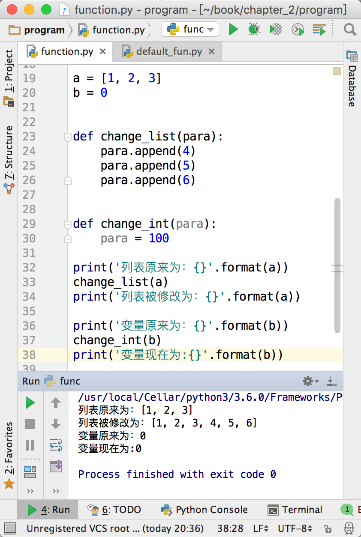 function.py - program - [~/book/chapter_2/program]
program function.py func
function.py default_fun.py
1: Project
Z: Structure
2: Favorites
Database
19 a = [1, 2, 3]
20 b = 0
21
22
23 def change_list(para):
24 para.append(4)
25 para.append(5)
26 para.append(6)
27
28
29 def change_int(para):
30 para = 100
31
32 print('列表原来为：{}'.format(a))
33 change_list(a)
34 print('列表被修改为：{}'.format(a))
35
36 print('变量原来为：{}'.format(b))
37 change_int(b)
38 print('变量现在为:{}'.format(b))
Run func
/usr/local/Cellar/python3/3.6.0/Frameworks/P
列表原来为：[1, 2, 3]
列表被修改为：[1, 2, 3, 4, 5, 6]
变量原来为：0
变量现在为:0
Process finished with exit code 0
4: Run 6: TODO Python Console Terminal 1 E
Unregistered VCS root ... (today 20:36) 38:28 LF÷ UTF-8÷